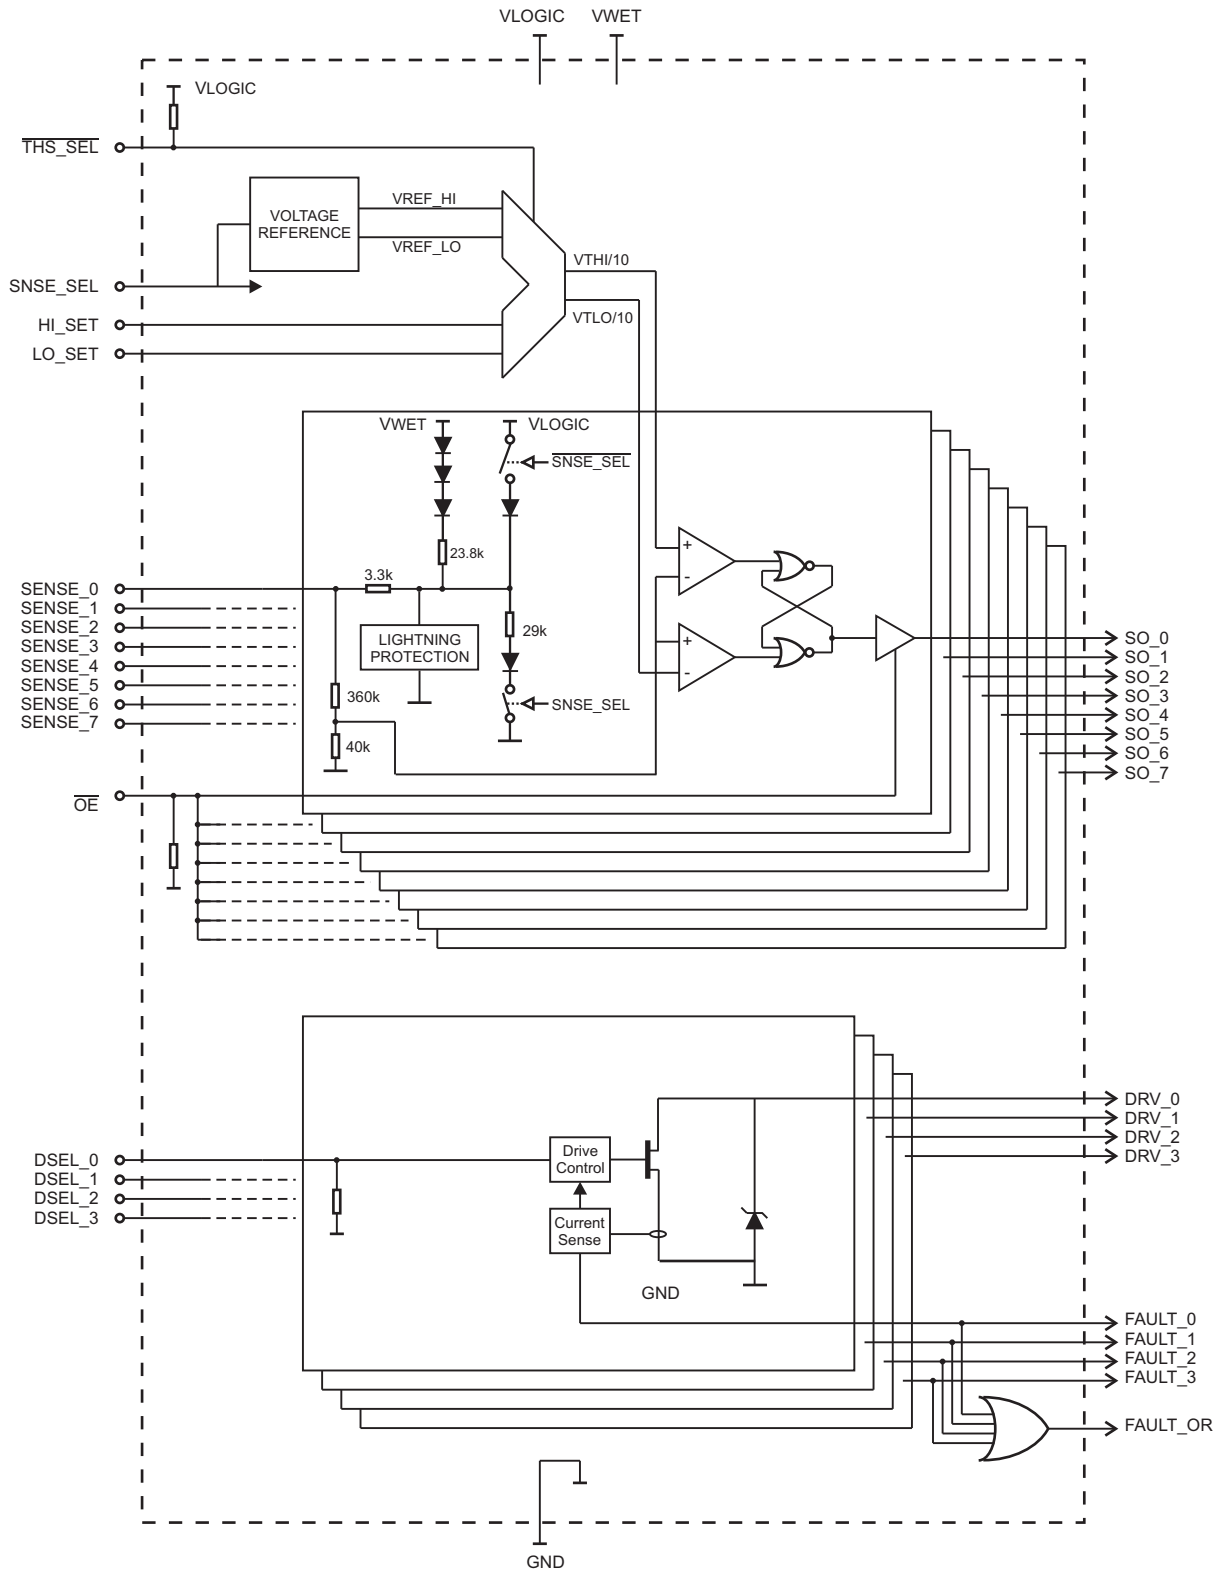 VLOGIC VWET
VLOGIC
THS_SEL
VOLTAGE
REFERENCE
VREF_HI
VREF_LO
SNSE_SEL
HI_SET
LO_SET
VTHI/10
VTLO/10
VWET
VLOGIC
SNSE_SEL
+
-
23.8k
3.3k
SENSE_0
SENSE_1
SENSE_2
SENSE_3
SENSE_4
SENSE_5
SENSE_6
SENSE_7
LIGHTNING
PROTECTION
29k
+
-
360k
SNSE_SEL
40k
SO_0
SO_1
SO_2
SO_3
SO_4
SO_5
SO_6
SO_7
OE
DRV_0
DRV_1
DRV_2
DRV_3
DSEL_0
DSEL_1
DSEL_2
DSEL_3
Drive
Control
Current
Sense
GND
FAULT_0
FAULT_1
FAULT_2
FAULT_3
FAULT_OR
GND